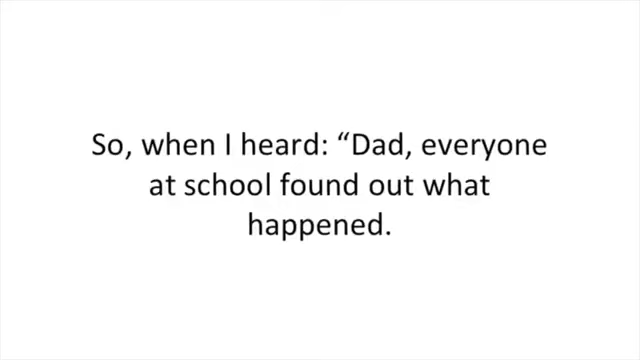 So, when I heard: “Dad, everyone
at school found out what
happened.